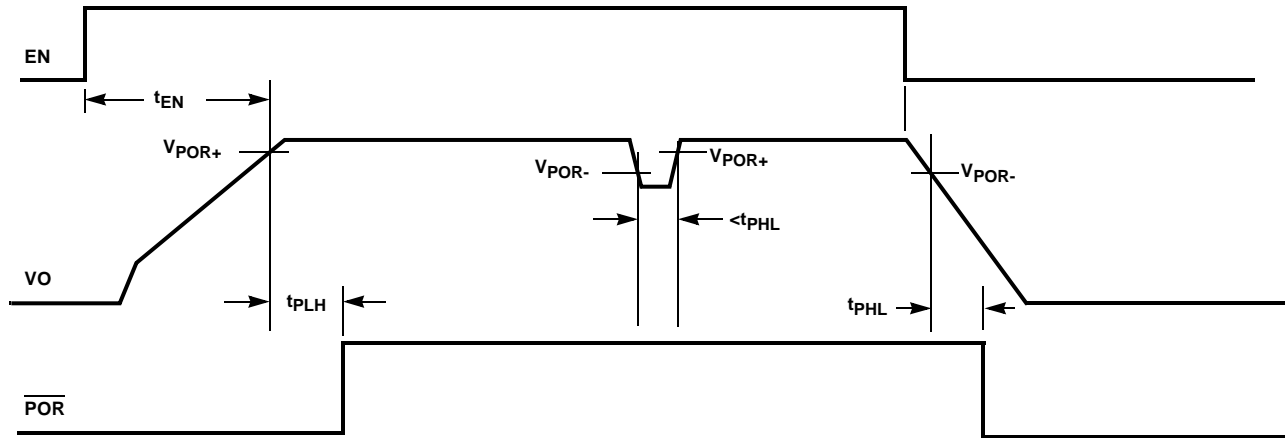 EN
tEN
VPOR+
VPOR-
VPOR+
VPOR-
<tPHL
VO
tPLH
tPHL
POR